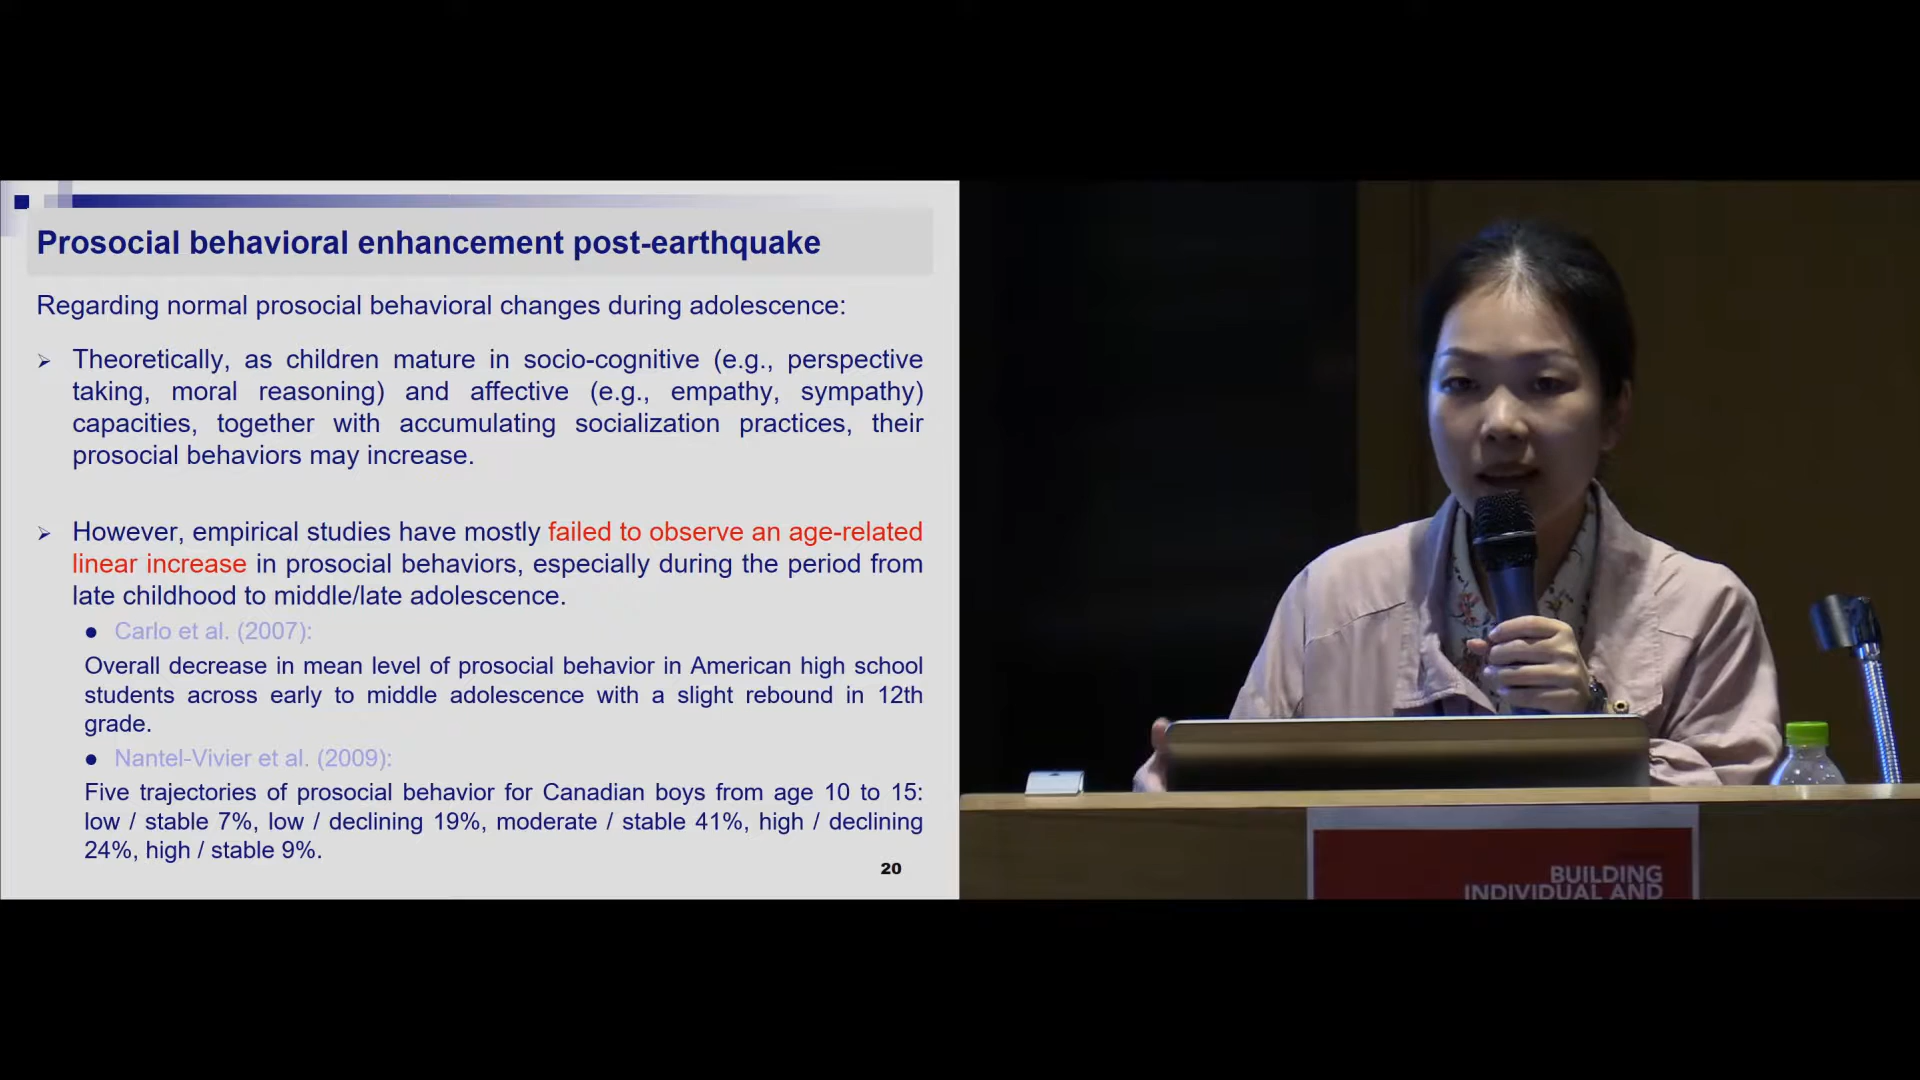 Prosocial behavioral enhancement post-earthquake
Regarding normal prosocial behavioral changes during adolescence:
Theoretically, as children mature in socio-cognitive (e.g., perspective
taking, moral reasoning) and affective (e.g., empathy, sympathy)
capacities, together with accumulating socialization practices, their
prosocial behaviors may increase.
However, empirical studies have mostly failed to observe an age-related
linear increase in prosocial behaviors, especially during the period from
late childhood to middle/late adolescence.
Carlo et al. (2007):
Overall decrease in mean level of prosocial behavior in American high school
students across early to middle adolescence with a slight rebound in 12th
grade.
Nantel-Vivier et al. (2009):
Five trajectories of prosocial behavior for Canadian boys from age 10 to 15:
low / stable 7%, low / declining 19%, moderate / stable 41%, high / declining
24%, high / stable 9%.
20
BUILDING
INDIVIDUAL AND